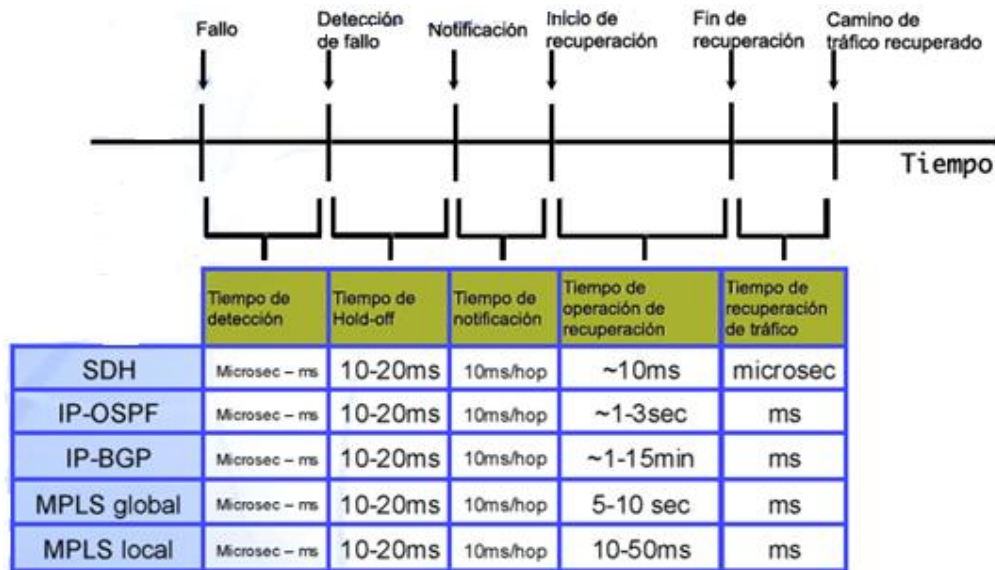 Fallo
Detección
de fallo
Notificación
Inicio de
recuperación
Fin de
recuperación
Camino de
tráfico recuperado
Tiempo
Tiempo de
detección
Tiempo de
Hold-off
Tiempo de
notificación
Tiempo de
operación de
recuperación
Tiempo de
recuperación
de tráfico
SDH Microsec – ms 10-20ms 10ms/hop ~10ms microsec
IP-OSPF Microsec – ms 10-20ms 10ms/hop ~1-3sec ms
IP-BGP Microsec – ms 10-20ms 10ms/hop ~1-15min ms
MPLS global Microsec – ms 10-20ms 10ms/hop 5-10 sec ms
MPLS local Microsec – ms 10-20ms 10ms/hop 10-50ms ms